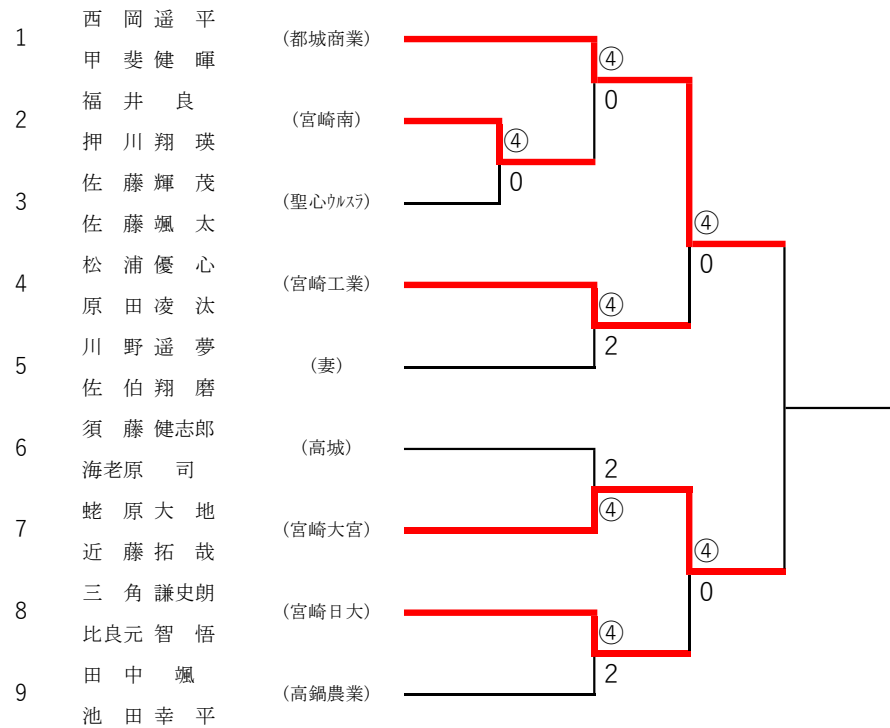 西 岡 遥 平
1 (都城商業)
甲 斐 健 暉
④
0
福 井 良
2 (宮崎南)
押 川 翔 瑛
④
0
佐 藤 輝 茂
3 (聖心ｳﾙｽﾗ)
佐 藤 颯 太
④
0
松 浦 優 心
4 (宮崎工業)
原 田 凌 汰
④
2
川 野 遥 夢
5 (妻)
佐 伯 翔 磨
須 藤 健志郎
6 (高城)
海老原 司
2
④
蛯 原 大 地
7 (宮崎大宮)
近 藤 拓 哉
④
0
三 角 謙史朗
8 (宮崎日大)
比良元 智 悟
④
2
田 中 颯
9 (高鍋農業)
池 田 幸 平